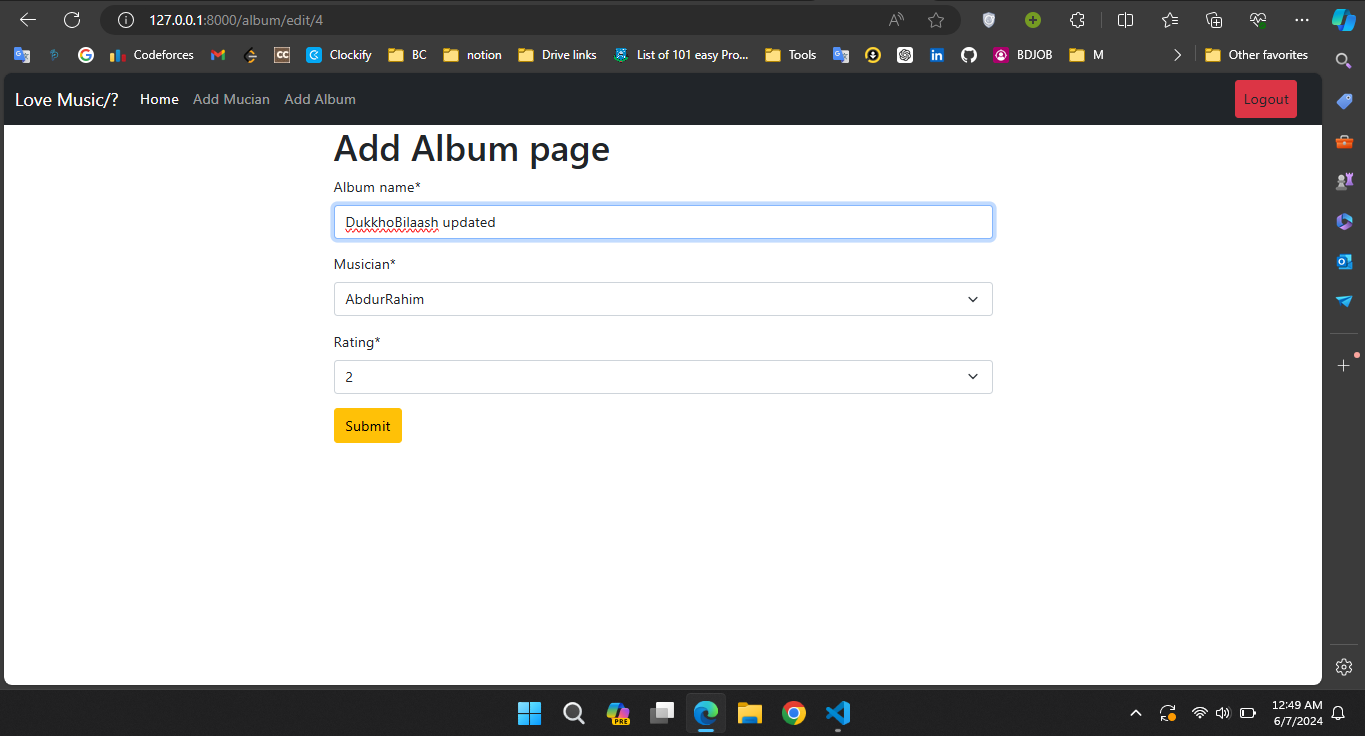 127.0.0.1:8000/album/edit/4
Codeforces CC Clockify BC notion Drive links List of 101 easy Pro... Tools in BDJOB M Other favorites
Love Music/? Home Add Mucian Add Album Logout
Add Album page
Album name*
DukkhoBilaash updated
Musician*
AbdurRahim
Rating*
2
Submit
PRE
12:49 AM
6/7/2024